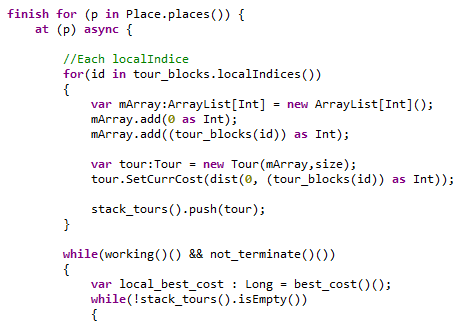 finish for (p in Place.places()) {
    at (p) async {

        //Each localIndice
        for(id in tour_blocks.localIndices())
        {
            var mArray:ArrayList[Int] = new ArrayList[Int]();
            mArray.add(0 as Int);
            mArray.add((tour_blocks(id)) as Int);

            var tour:Tour = new Tour(mArray,size);
            tour.SetCurrCost(dist(0, (tour_blocks(id)) as Int));

            stack_tours().push(tour);
        }

        while(working()() && not_terminate()())
        {
            var local_best_cost : Long = best_cost()();
            while(!stack_tours().isEmpty())
            {